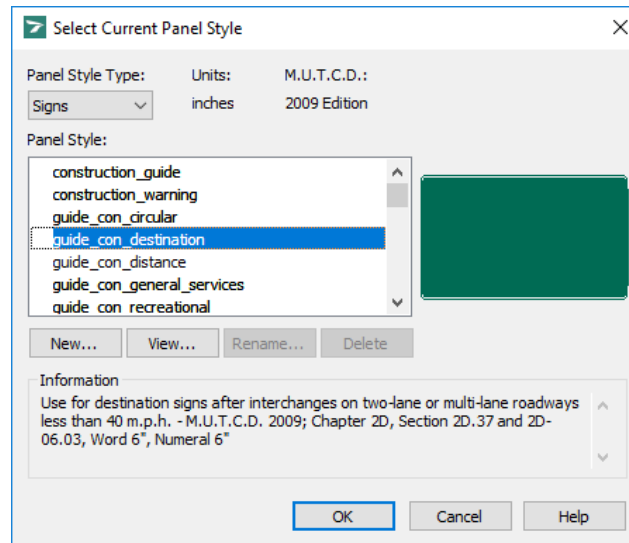 Select Current Panel Style
Panel Style Type: Units: M.U.T.C.D.:
Signs inches 2009 Edition
Panel Style:
construction_guide
construction_warning
guide_con_circular
guide_con_destination
guide_con_distance
guide_con_general_services
guide_con_recreational
New... View... Rename... Delete
Information
Use for destination signs after interchanges on two-lane or multi-lane roadways
less than 40 m.p.h. - M.U.T.C.D. 2009; Chapter 2D, Section 2D.37 and 2D-
06.03, Word 6", Numeral 6"
OK Cancel Help